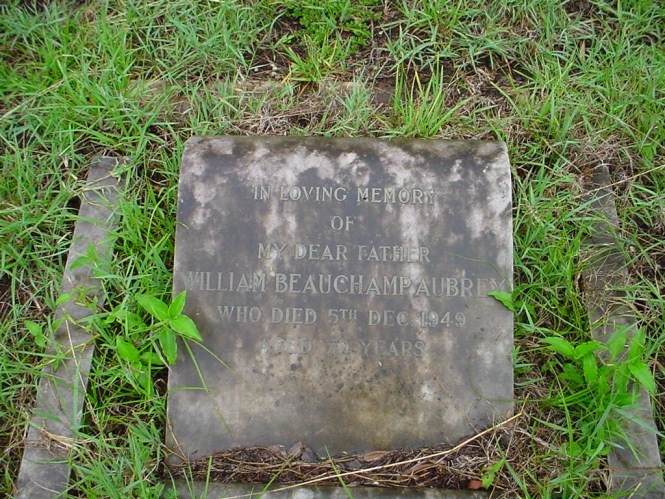 IN LOVING MEMORY
OF
MY DEAR FATHER
WILLIAM BEAUCHAMP AUBREY
WHO DIED 5TH DEC. 1949
AGED YEARS